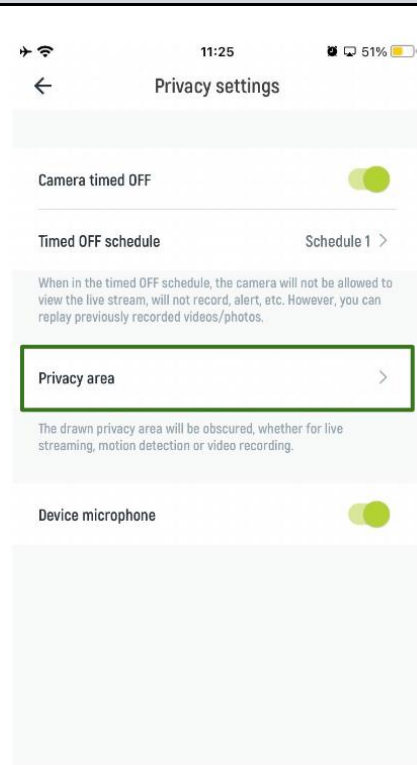 11:25
51%
Privacy settings
Camera timed OFF
Timed OFF schedule Schedule 1 >
When in the timed OFF schedule, the camera will not be allowed to
view the live stream, will not record, alert, etc. However, you can
replay previously recorded videos/photos.
Privacy area >
The drawn privacy area will be obscured, whether for live
streaming, motion detection or video recording.
Device microphone